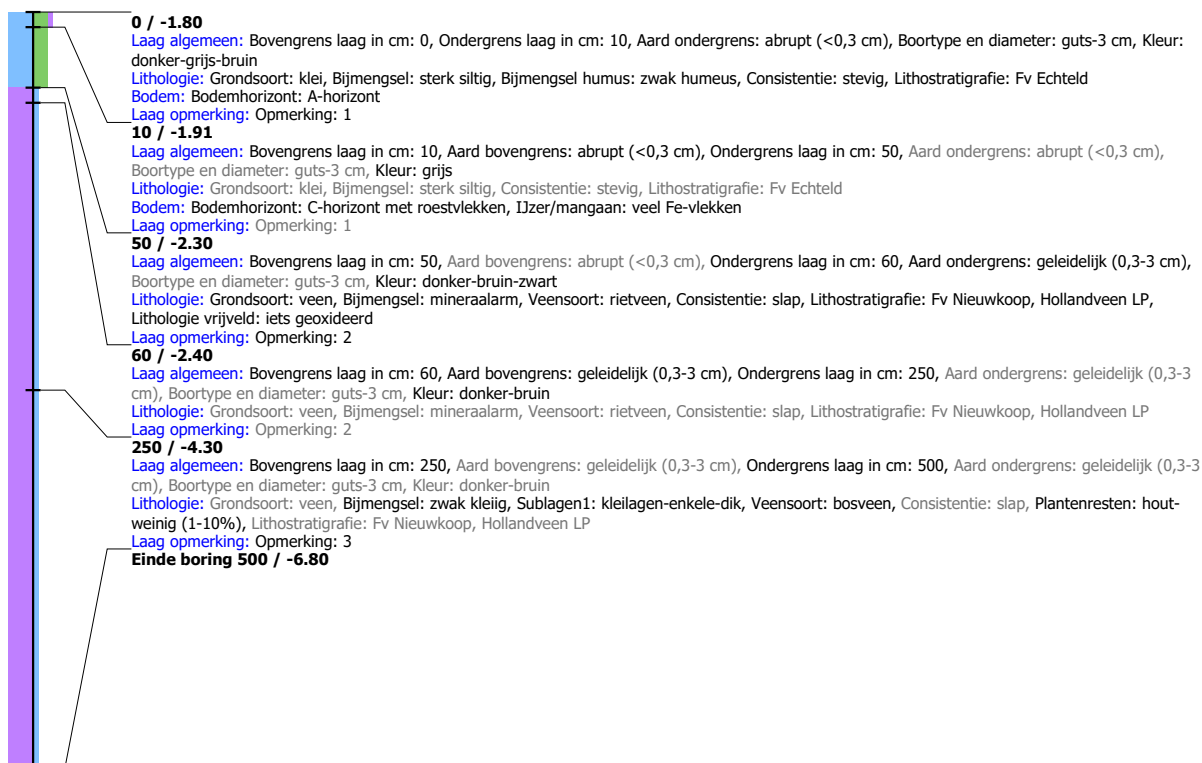 0 / -1.80
Laag algemeen: Bovengrens laag in cm: 0, Ondergrens laag in cm: 10, Aard ondergrens: abrupt (<0,3 cm), Boortype en diameter: guts-3 cm, Kleur:
donker-grijs-bruin
Lithologie: Grondsoort: klei, Bijmengsel: sterk siltig, Bijmengsel humus: zwak humeus, Consistentie: stevig, Lithostratigrafie: Fv Echteld
Bodem: Bodemhorizont: A-horizont
Laag opmerking: Opmerking: 1
10 / -1.91
Laag algemeen: Bovengrens laag in cm: 10, Aard bovengrens: abrupt (<0,3 cm), Ondergrens laag in cm: 50, Aard ondergrens: abrupt (<0,3 cm),
Boortype en diameter: guts-3 cm, Kleur: grijs
Lithologie: Grondsoort: klei, Bijmengsel: sterk siltig, Consistentie: stevig, Lithostratigrafie: Fv Echteld
Bodem: Bodemhorizont: C-horizont met roestvlekken, IJzer/mangaan: veel Fe-vlekken
Laag opmerking: Opmerking: 1
50 / -2.30
Laag algemeen: Bovengrens laag in cm: 50, Aard bovengrens: abrupt (<0,3 cm), Ondergrens laag in cm: 60, Aard ondergrens: geleidelijk (0,3-3 cm),
Boortype en diameter: guts-3 cm, Kleur: donker-bruin-zwart
Lithologie: Grondsoort: veen, Bijmengsel: mineraalarm, Veensoort: rietveen, Consistentie: slap, Lithostratigrafie: Fv Nieuwkoop, Hollandveen LP,
Lithologie vrijveld: iets geoxideerd
Laag opmerking: Opmerking: 2
60 / -2.40
Laag algemeen: Bovengrens laag in cm: 60, Aard bovengrens: geleidelijk (0,3-3 cm), Ondergrens laag in cm: 250, Aard ondergrens: geleidelijk (0,3-3
cm), Boortype en diameter: guts-3 cm, Kleur: donker-bruin
Lithologie: Grondsoort: veen, Bijmengsel: mineraalarm, Veensoort: rietveen, Consistentie: slap, Lithostratigrafie: Fv Nieuwkoop, Hollandveen LP
Laag opmerking: Opmerking: 2
250 / -4.30
Laag algemeen: Bovengrens laag in cm: 250, Aard bovengrens: geleidelijk (0,3-3 cm), Ondergrens laag in cm: 500, Aard ondergrens: geleidelijk (0,3-3
cm), Boortype en diameter: guts-3 cm, Kleur: donker-bruin
Lithologie: Grondsoort: veen, Bijmengsel: zwak kleiig, Sublagen1: kleilagen-enkele-dik, Veensoort: bosveen, Consistentie: slap, Plantenresten: hout-
weinig (1-10%), Lithostratigrafie: Fv Nieuwkoop, Hollandveen LP
Laag opmerking: Opmerking: 3
Einde boring 500 / -6.80